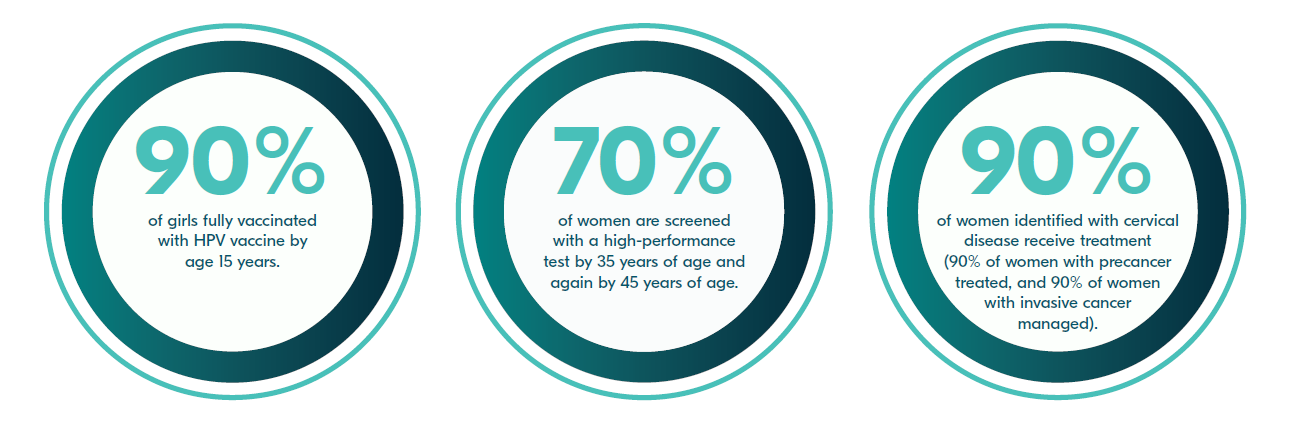 90%
of girls fully vaccinated
with HPV vaccine by
age 15 years.
70%
of women are screened
with a high-performance
test by 35 years of age and
again by 45 years of age.
90%
of women identified with cervical
disease receive treatment
(90% of women with precancer
treated, and 90% of women
with invasive cancer
managed).